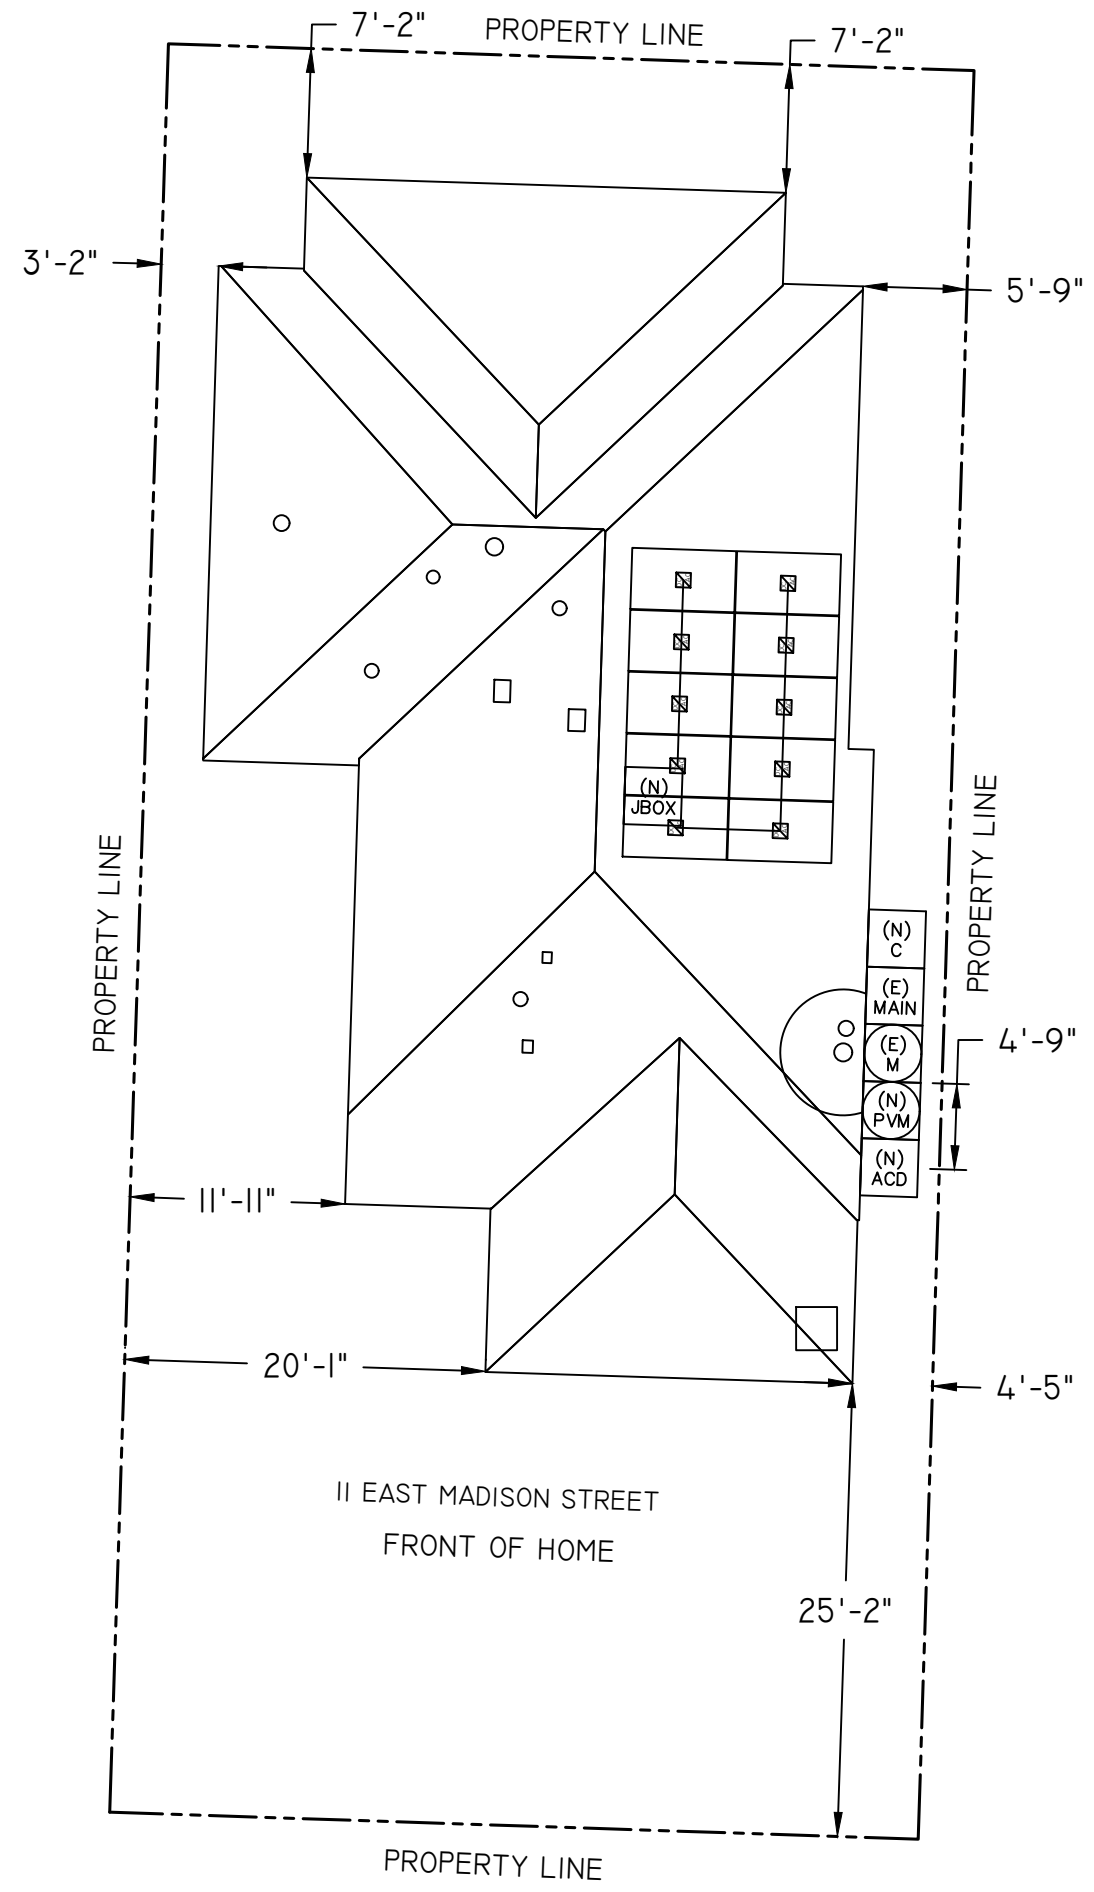 7'-2"
PROPERTY LINE
7'-2"
3'-2"
5'-9"
(N)
JBOX
PROPERTY LINE
PROPERTY LINE
(N)
C
(E)
MAIN
(E)
M
4'-9"
(N)
PVM
(N)
ACD
11'-11"
20'-1"
4'-5"
11 EAST MADISON STREET
FRONT OF HOME
25'-2"
PROPERTY LINE